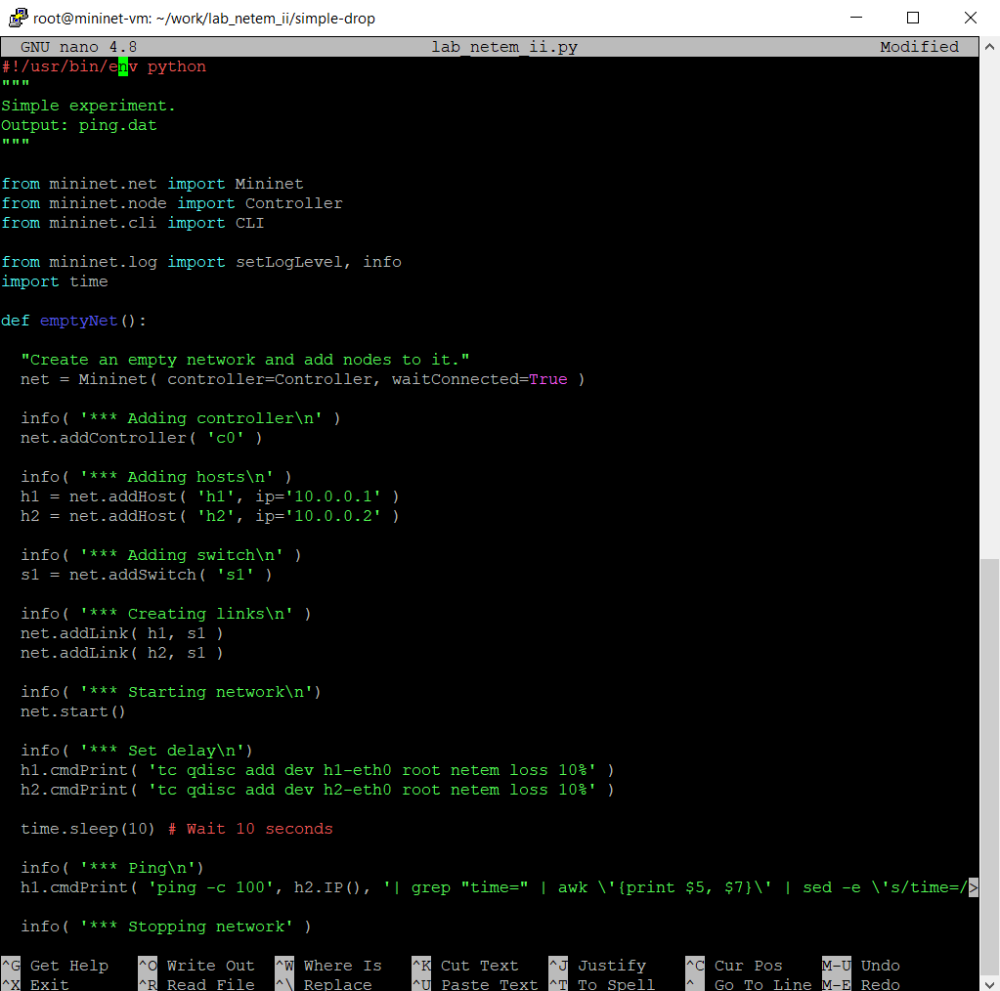 root@mininet-vm: ~/work/lab_netem_ii/simple-drop
GNU nano 4.8 lab_netem_ii.py Modified
#!/usr/bin/env python
"""
Simple experiment.
Output: ping.dat
"""
from mininet.net import Mininet
from mininet.node import Controller
from mininet.cli import CLI
from mininet.log import setLogLevel, info
import time
def emptyNet():
"Create an empty network and add nodes to it."
net = Mininet( controller=Controller, waitConnected=True )
info( '*** Adding controller\n' )
net.addController( 'c0' )
info( '*** Adding hosts\n' )
h1 = net.addHost( 'h1', ip='10.0.0.1' )
h2 = net.addHost( 'h2', ip='10.0.0.2' )
info( '*** Adding switch\n' )
s1 = net.addSwitch( 's1' )
info( '*** Creating links\n' )
net.addLink( h1, s1 )
net.addLink( h2, s1 )
info( '*** Starting network\n')
net.start()
info( '*** Set delay\n')
h1.cmdPrint( 'tc qdisc add dev h1-eth0 root netem loss 10%' )
h2.cmdPrint( 'tc qdisc add dev h2-eth0 root netem loss 10%' )
time.sleep(10) # Wait 10 seconds
info( '*** Ping\n')
h1.cmdPrint( 'ping -c 100', h2.IP(), '| grep "time=" | awk \'{print $5, $7}\' | sed -e \'s/time=/>
info( '*** Stopping network' )
^G Get Help ^O Write Out ^W Where Is ^K Cut Text ^J Justify ^C Cur Pos M-U Undo
^X Exit ^R Read File ^\ Replace ^U Paste Text ^T To Spell ^_ Go To Line M-E Redo